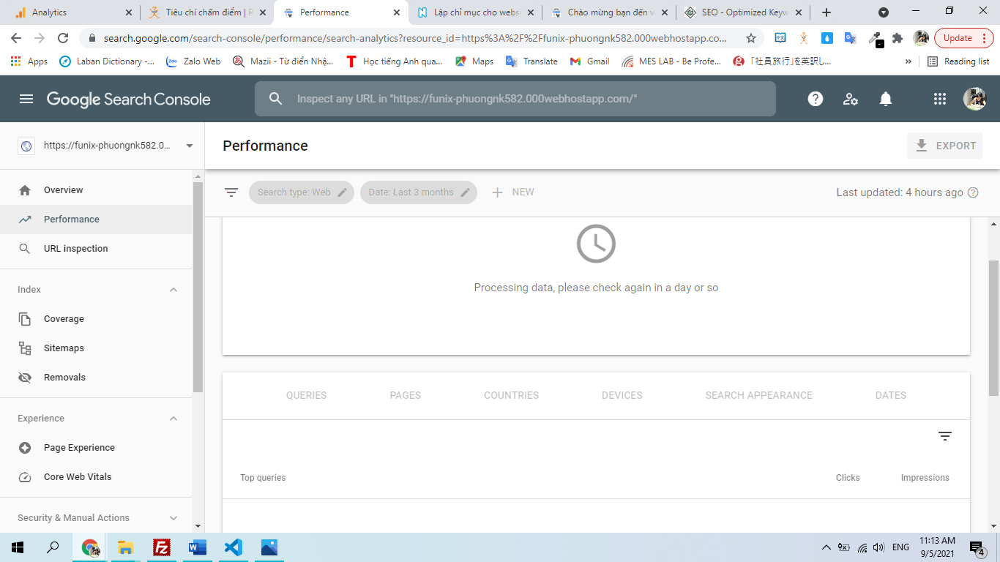 Analytics
Tiêu chí chấm điểm | P
Performance
Lập chỉ mục cho webs
Chào mừng bạn đến v
SEO - Optimized Keyw
search.google.com/search-console/performance/search-analytics?resource_id=https%3A%2F%2Ffunix-phuongnk582.000webhostapp.co...
Update
Apps
Laban Dictionary -...
Zalo Web
Mazii - Từ điển Nhậ...
Học tiếng Anh qua...
Maps
Translate
Gmail
MES LAB - Be Profe...
「社員旅行」を英訳し...
»
Reading list
Google Search Console
Inspect any URL in "https://funix-phuongnk582.000webhostapp.com/"
https://funix-phuongnk582.0...
Performance
EXPORT
Search type: Web
Date: Last 3 months
NEW
Last updated: 4 hours ago
Overview
Performance
URL inspection
Index
Coverage
Sitemaps
Removals
Experience
Page Experience
Core Web Vitals
Security & Manual Actions
Processing data, please check again in a day or so
QUERIES
PAGES
COUNTRIES
DEVICES
SEARCH APPEARANCE
DATES
Top queries
Clicks
Impressions
ENG
11:13 AM
9/5/2021
4